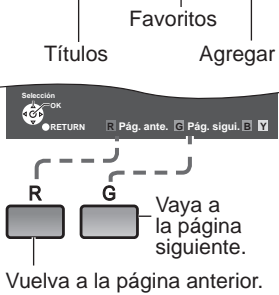 Favoritos
Títulos Agregar
Selección
OK
RETURN R Pág. ante. G Pág. sigui. B Y
R G
Vaya a
la página
siguiente.
Vuelva a la página anterior.